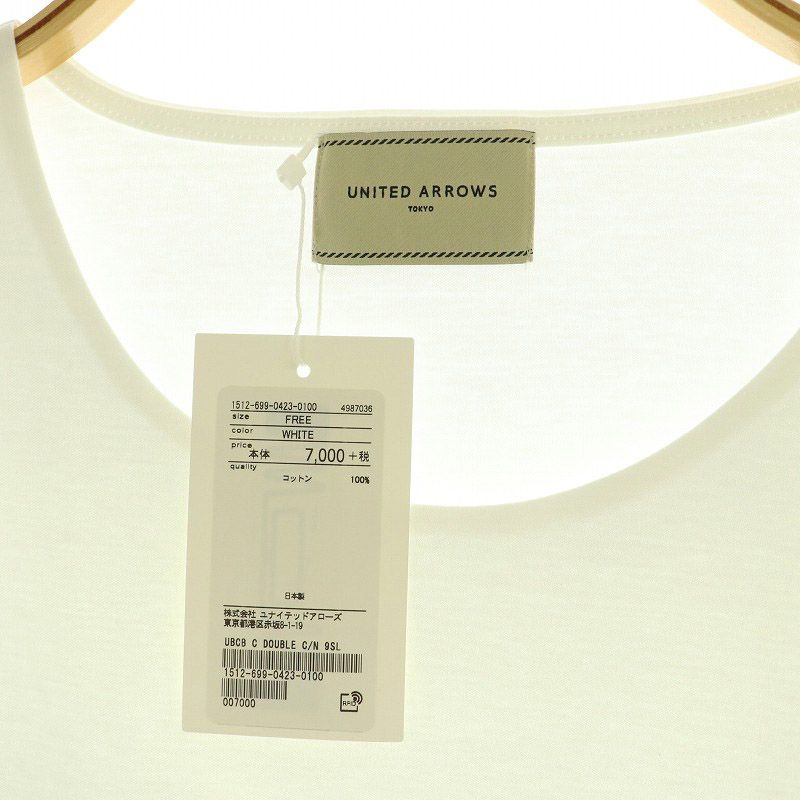 UNITED ARROWS
TOKYO
1512-699-0423-0100 4987036
size FREE
color WHITE
price 本体 7,000 +税
quality
コットン 100%
日本製
株式会社 ユナイテッドアローズ
東京都港区赤坂8-1-19
UBCB C DOUBLE C/N 9SL
1512-699-0423-0100
007000
RFID